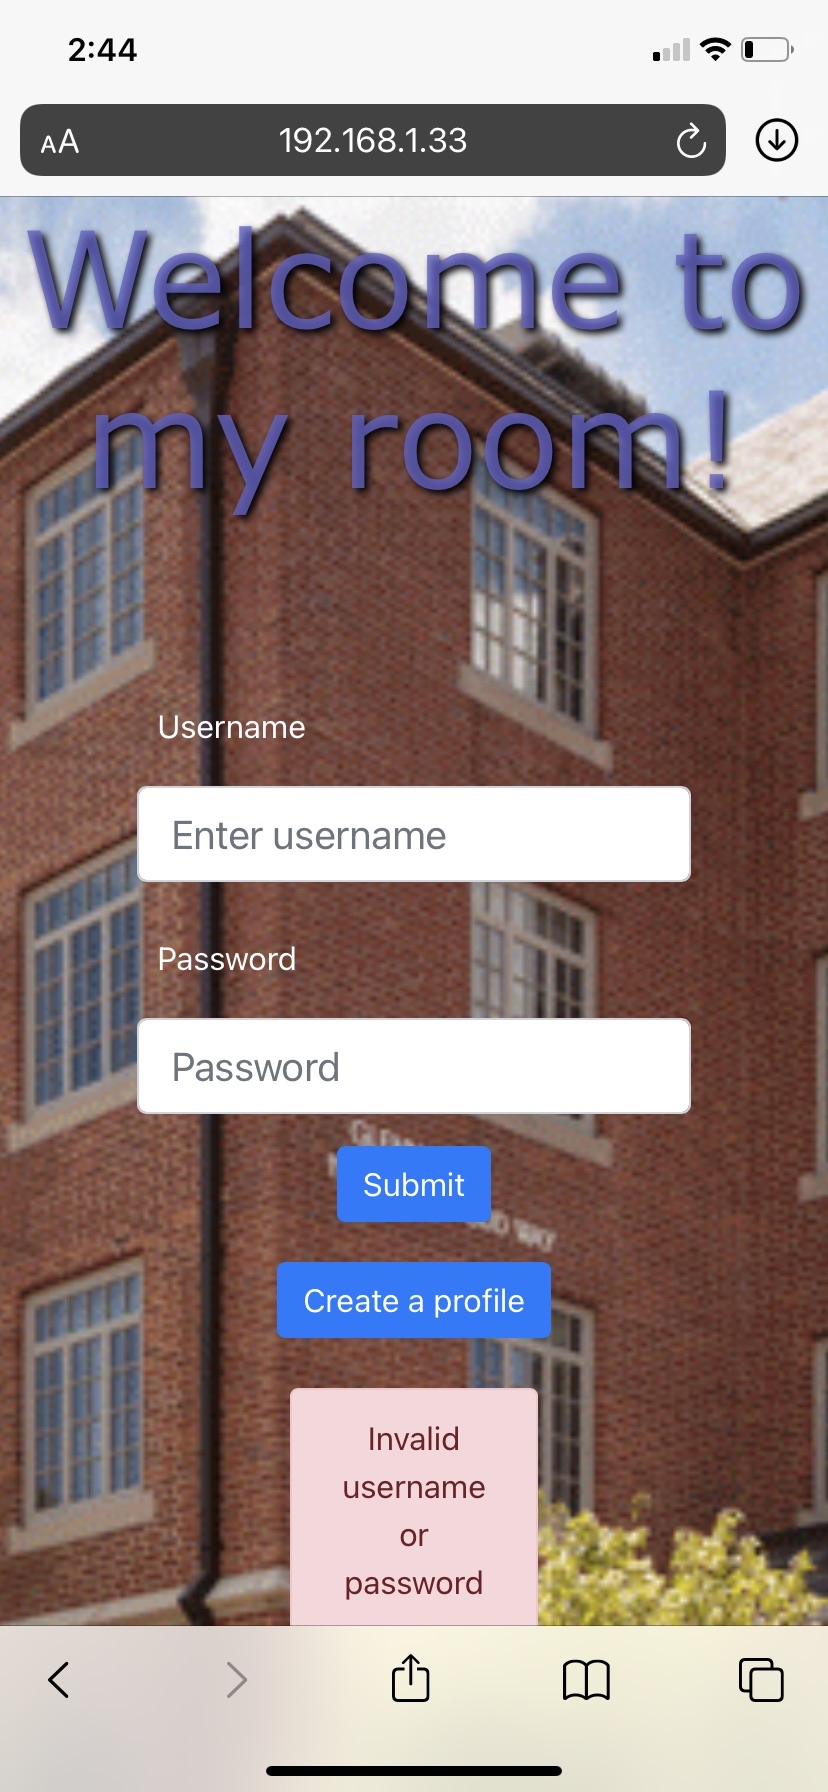 2:44
AA
192.168.1.33
Welcome to
my room!
Username
Enter username
Password
Password
Submit
WAY
Create a profile
Invalid
username
or
password